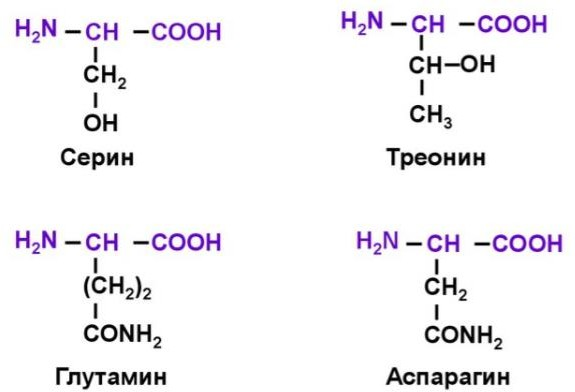 H₂N – CH – COOH
CH₂
OH
Серин
H₂N – CH – COOH
CH–OH
CH₃
Треонин
H₂N – CH – COOH
(CH₂)₂
CONH₂
Глутамин
H₂N – CH – COOH
CH₂
CONH₂
Аспарагин